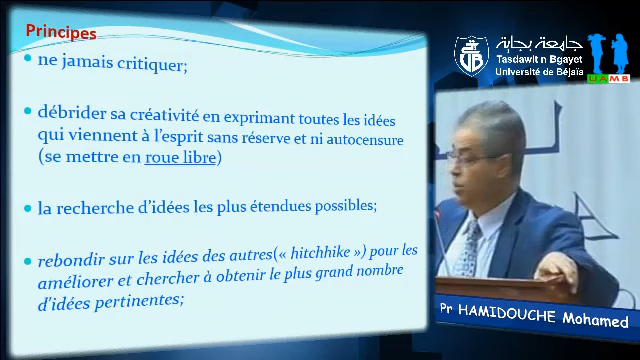 Principes
ne jamais critiquer;
débrider sa créativité en exprimant toutes les idées
qui viennent à l'esprit sans réserve et ni autocensure
(se mettre en roue libre)
la recherche d'idées les plus étendues possibles;
rebondir sur les idées des autres(« hitchhike ») pour les
améliorer et chercher à obtenir le plus grand nombre
d'idées pertinentes;
جامعة بجاية
Tasdawit n Bgayet
Université de Béjaïa
UAMB
Pr HAMIDOUCHE Mohamed